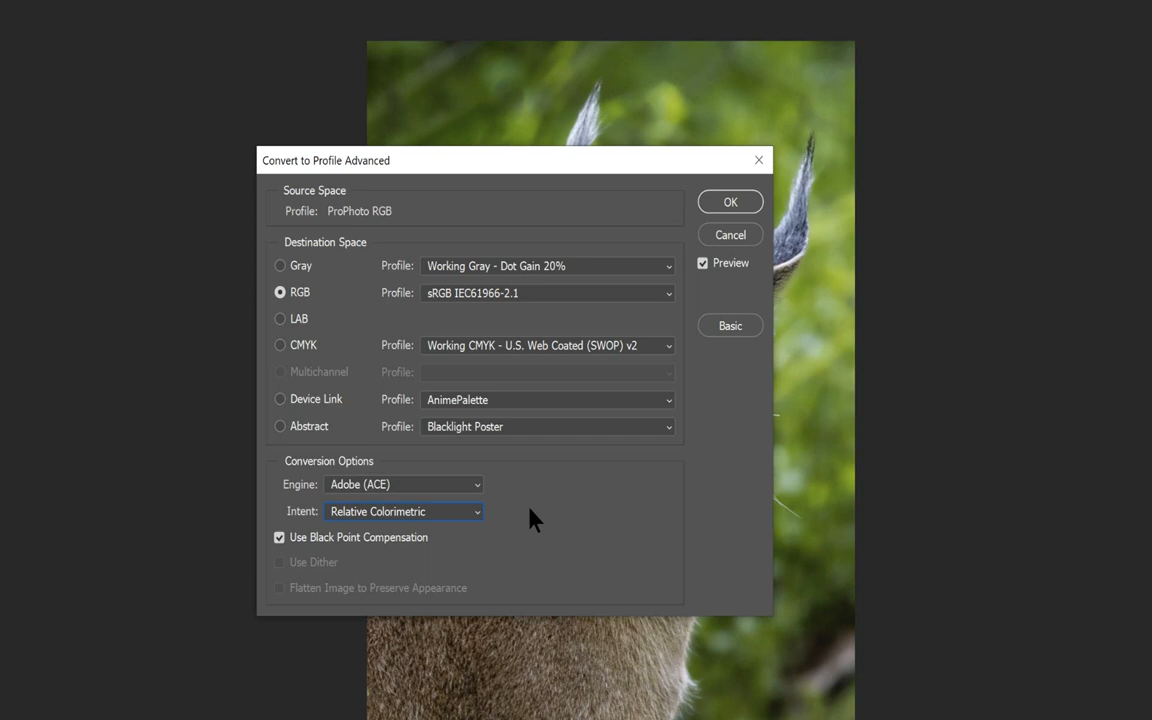 Convert to Profile Advanced
Source Space
Profile: ProPhoto RGB
OK
Cancel
Preview
Basic
Destination Space
Gray Profile: Working Gray - Dot Gain 20%
RGB Profile: sRGB IEC61966-2.1
LAB
CMYK Profile: Working CMYK - U.S. Web Coated (SWOP) v2
Multichannel Profile:
Device Link Profile: AnimePalette
Abstract Profile: Blacklight Poster
Conversion Options
Engine: Adobe (ACE)
Intent: Relative Colorimetric
Use Black Point Compensation
Use Dither
Flatten Image to Preserve Appearance